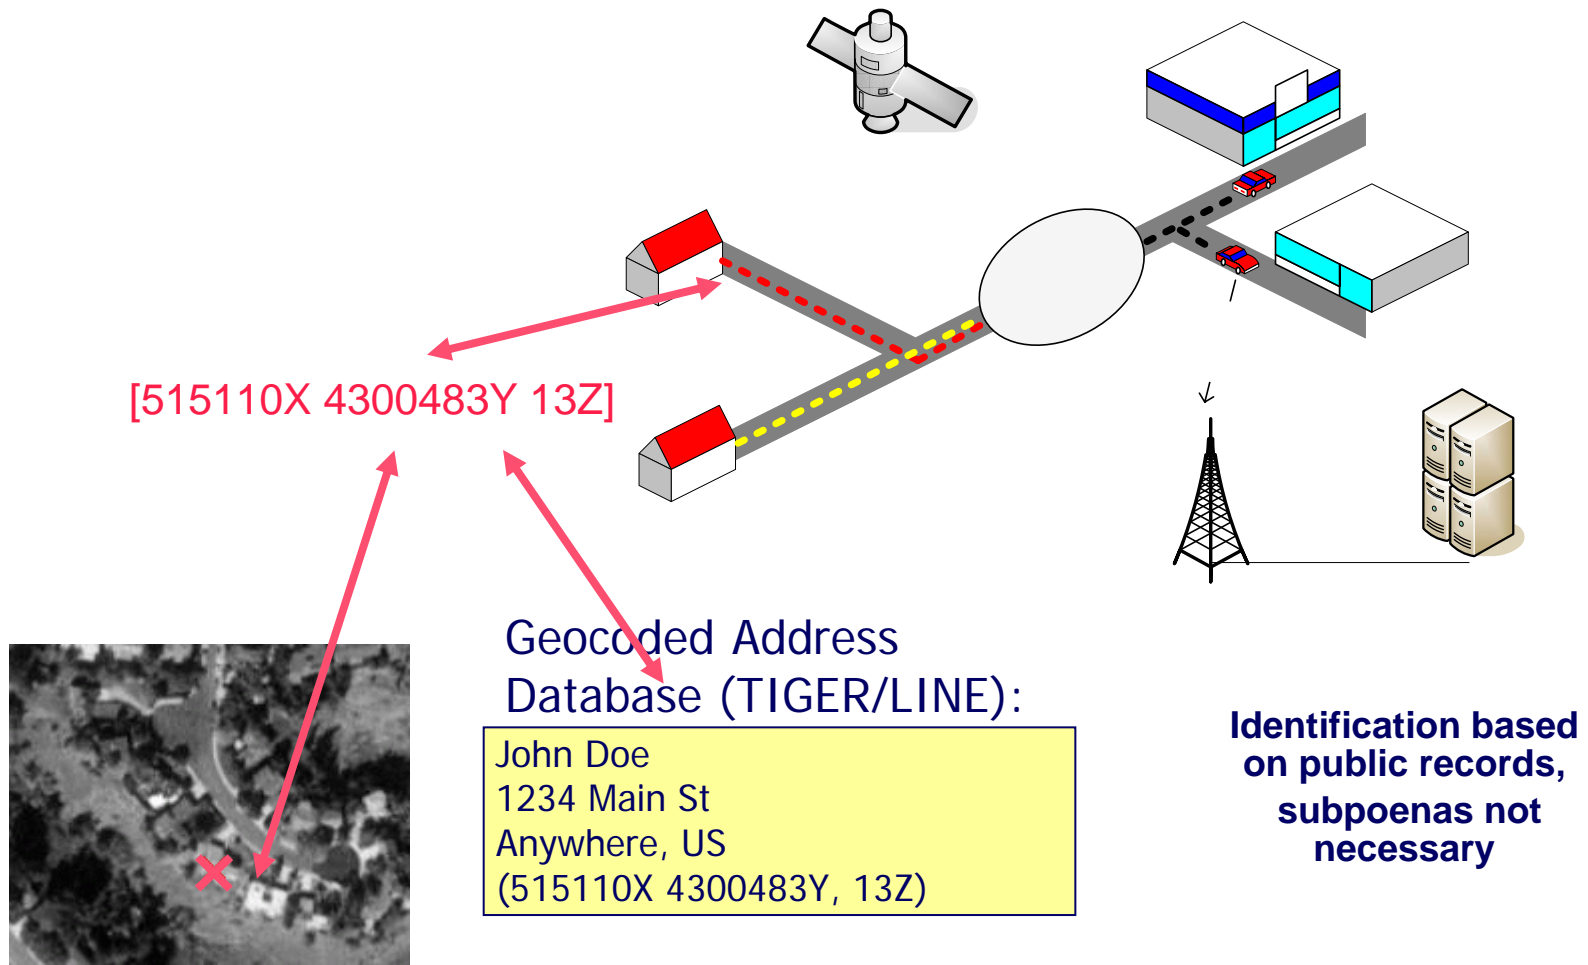 [515110X 4300483Y 13Z]
Geocoded Address
Database (TIGER/LINE):
John Doe
1234 Main St
Anywhere, US
(515110X 4300483Y, 13Z)
Identification based
on public records,
subpoenas not
necessary